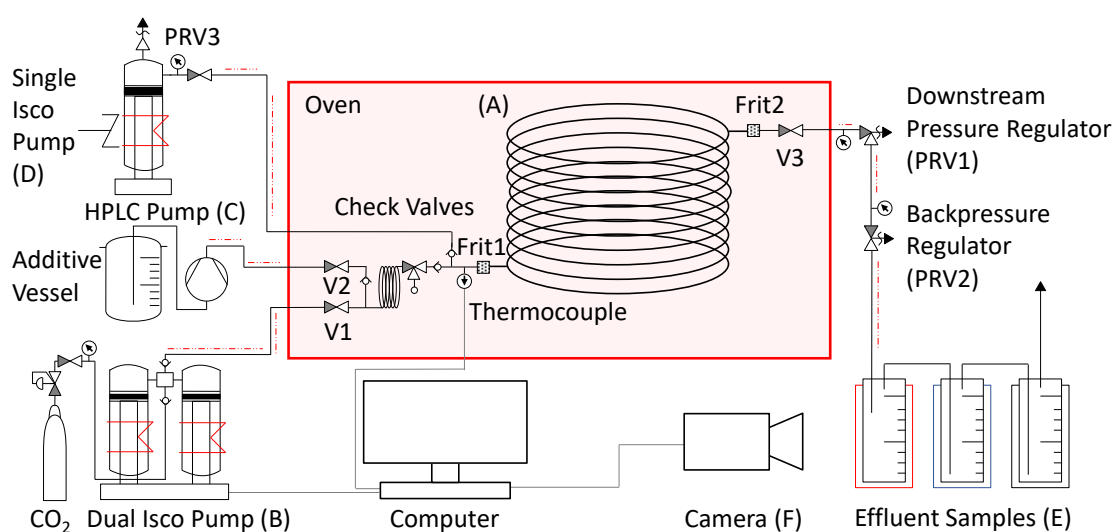 PRV3
Single
Isco
Pump
(D)
HPLC Pump (C)
Additive
Vessel
Oven
(A)
Frit2
V3
Check Valves
Frit1
V2
V1
Thermocouple
Downstream
Pressure Regulator
(PRV1)
Backpressure
Regulator
(PRV2)
CO₂
Dual Isco Pump (B)
Computer
Camera (F)
Effluent Samples (E)